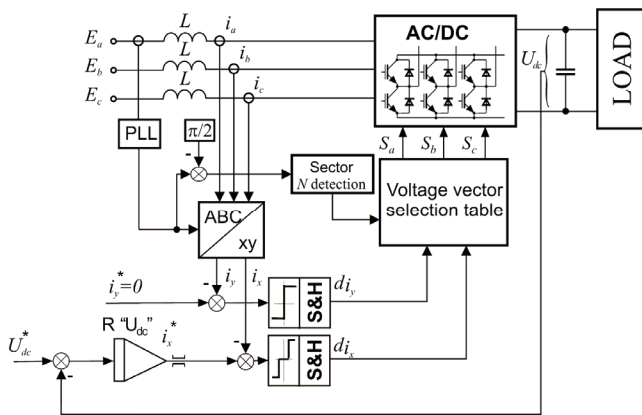 L i_a AC/DC
E_a
L i_b
E_b
L i_c
E_c
U_dc
LOAD
PLL
π/2
-
S_a S_b S_c
Sector
N detection
Voltage vector
selection table
ABC
xy
i_y i_x
-
i_y^*=0
S&H
di_y
R "U_dc"
i_x^*
-
S&H
di_x
U_dc^*
-